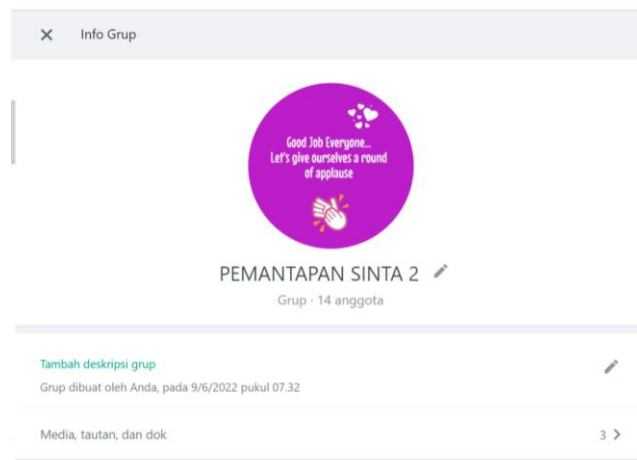 Info Grup
Good Job Everyone...
Let's give ourselves a round
of applause
PEMANTAPAN SINTA 2
Grup · 14 anggota
Tambah deskripsi grup
Grup dibuat oleh Anda, pada 9/6/2022 pukul 07.32
Media, tautan, dan dok
3